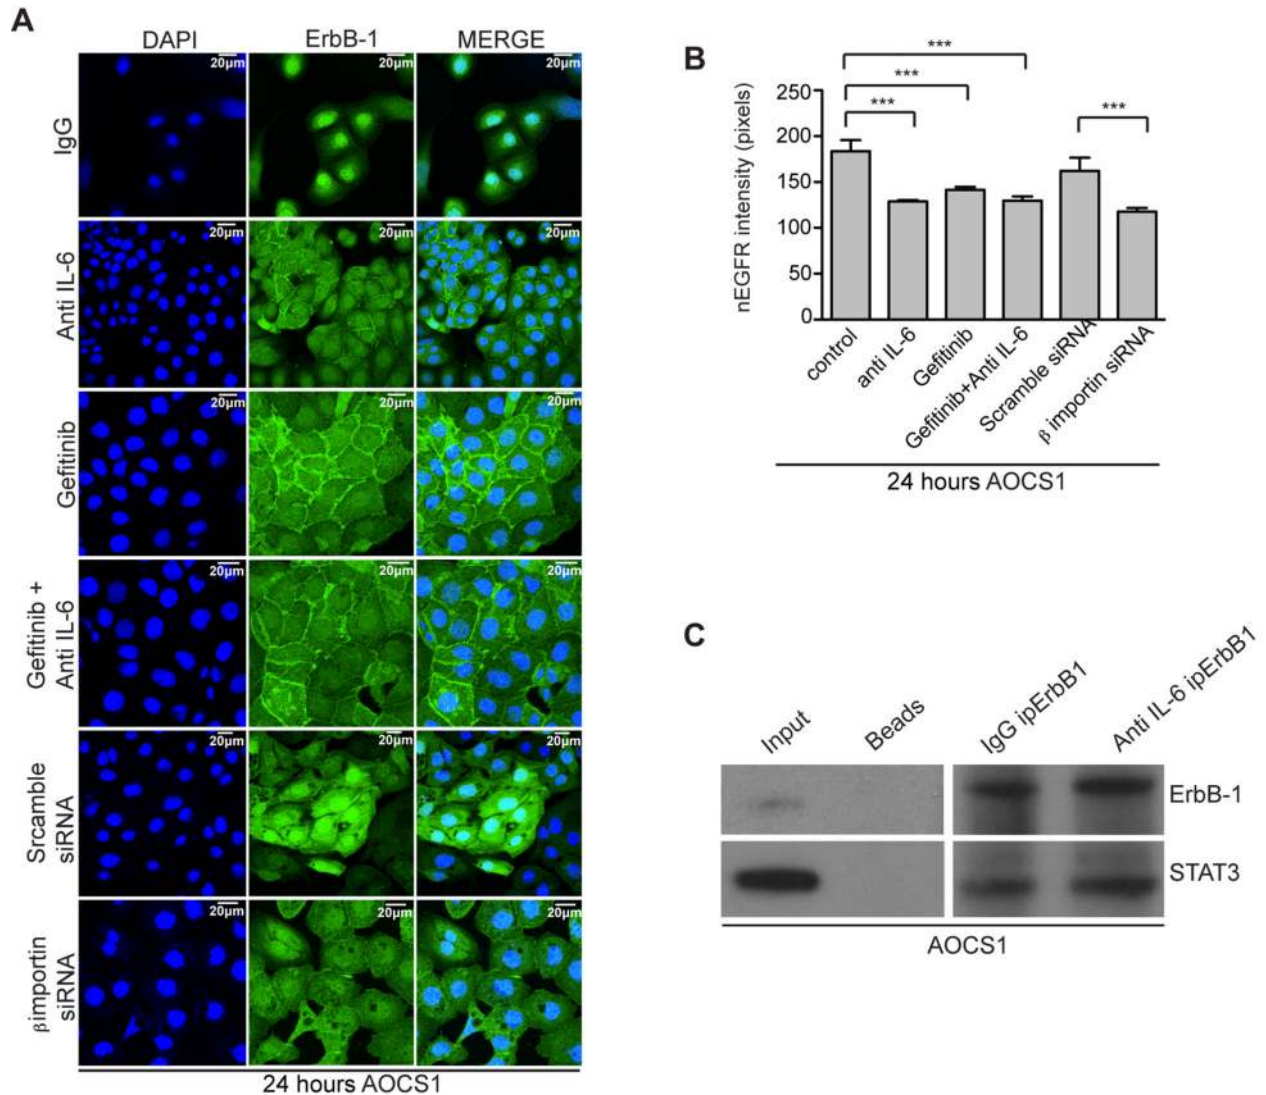 A
DAPI ErbB-1 MERGE
IgG
20µm 20µm 20µm
Anti IL-6
20µm 20µm 20µm
Gefitinib
20µm 20µm 20µm
Gefitinib +
Anti IL-6
20µm 20µm 20µm
Srcamble
siRNA
20µm 20µm 20µm
βimportin
siRNA
20µm 20µm 20µm
24 hours AOCS1
B
nEGFR intensity (pixels)
250
200
150
100
50
0
*** 
***
***
***
control
anti IL-6
Gefitinib
Gefitinib+Anti IL-6
Scramble siRNA
β importin siRNA
24 hours AOCS1
C
Input
Beads
IgG ipErbB1
Anti IL-6 ipErbB1
ErbB-1
STAT3
AOCS1